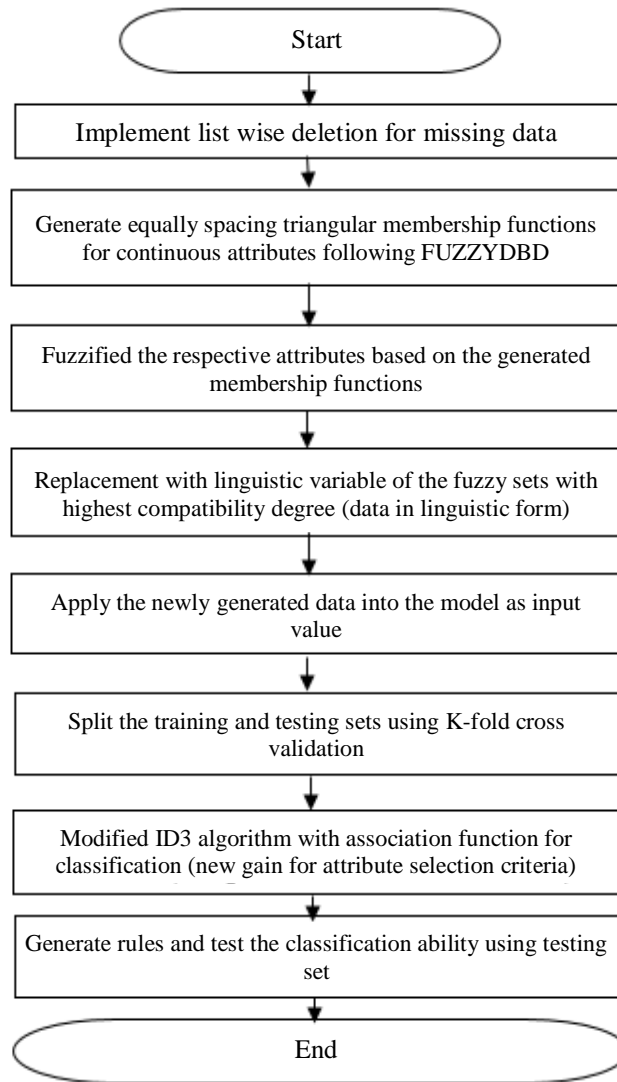 Start
Implement list wise deletion for missing data
Generate equally spacing triangular membership functions
for continuous attributes following FUZZYDBD
Fuzzified the respective attributes based on the generated
membership functions
Replacement with linguistic variable of the fuzzy sets with
highest compatibility degree (data in linguistic form)
Apply the newly generated data into the model as input
value
Split the training and testing sets using K-fold cross
validation
Modified ID3 algorithm with association function for
classification (new gain for attribute selection criteria)
Generate rules and test the classification ability using testing
set
End